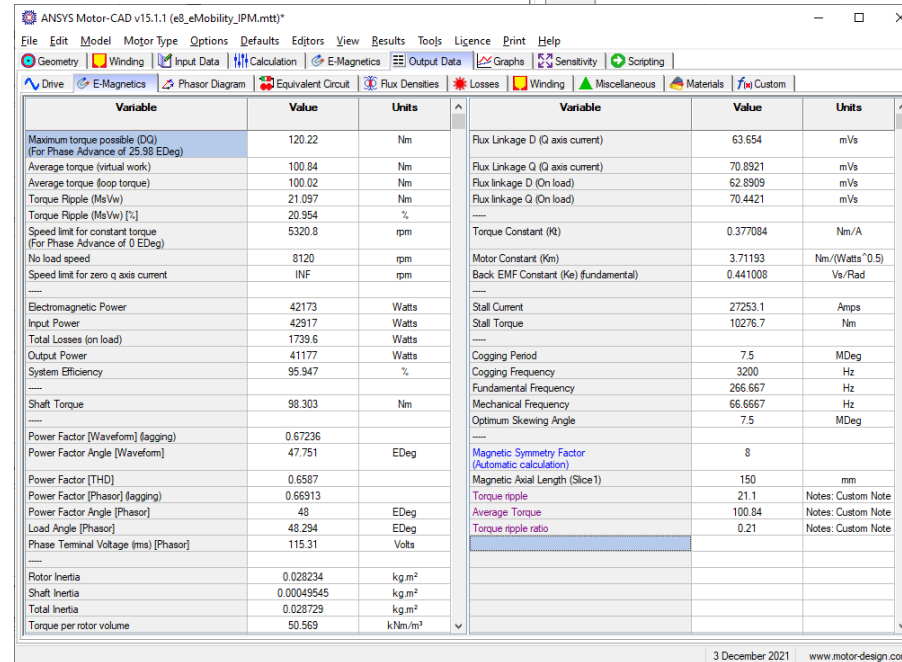 ANSYS Motor-CAD v15.1.1 (e8_eMobility_IPM.mtt)*
File Edit Model Motor Type Options Defaults Editors View Results Tools Licence Print Help
Geometry Winding Input Data Calculation E-Magnetics Output Data Graphs Sensitivity Scripting
Drive E-Magnetics Phasor Diagram Equivalent Circuit Flux Densities Losses Winding Miscellaneous Materials f(x) Custom
Variable Value Units
Maximum torque possible (DQ)
(For Phase Advance of 25.98 EDeg) 120.22 Nm
Average torque (virtual work) 100.84 Nm
Average torque (loop torque) 100.02 Nm
Torque Ripple (MsVw) 21.097 Nm
Torque Ripple (MsVw) [%] 20.954 %
Speed limit for constant torque
(For Phase Advance of 0 EDeg) 5320.8 rpm
No load speed 8120 rpm
Speed limit for zero q axis current INF rpm
-----
Electromagnetic Power 42173 Watts
Input Power 42917 Watts
Total Losses (on load) 1739.6 Watts
Output Power 41177 Watts
System Efficiency 95.947 %
-----
Shaft Torque 98.303 Nm
-----
Power Factor [Waveform] (lagging) 0.67236
Power Factor Angle [Waveform] 47.751 EDeg
Power Factor [THD] 0.6587
Power Factor [Phasor] (lagging) 0.66913
Power Factor Angle [Phasor] 48 EDeg
Load Angle [Phasor] 48.294 EDeg
Phase Terminal Voltage (rms) [Phasor] 115.31 Volts
-----
Rotor Inertia 0.028234 kg.m²
Shaft Inertia 0.00049545 kg.m²
Total Inertia 0.028729 kg.m²
Torque per rotor volume 50.569 kNm/m³
Variable Value Units
Flux Linkage D (Q axis current) 63.654 mVs
Flux Linkage Q (Q axis current) 70.8921 mVs
Flux linkage D (On load) 62.8909 mVs
Flux linkage Q (On load) 70.4421 mVs
-----
Torque Constant (Kt) 0.377084 Nm/A
Motor Constant (Km) 3.71193 Nm/(Watts^0.5)
Back EMF Constant (Ke) (fundamental) 0.441008 Vs/Rad
-----
Stall Current 27253.1 Amps
Stall Torque 10276.7 Nm
-----
Cogging Period 7.5 MDeg
Cogging Frequency 3200 Hz
Fundamental Frequency 266.667 Hz
Mechanical Frequency 66.6667 Hz
Optimum Skewing Angle 7.5 MDeg
-----
Magnetic Symmetry Factor
(Automatic calculation) 8
Magnetic Axial Length (Slice1) 150 mm
Torque ripple 21.1 Notes: Custom Note
Average Torque 100.84 Notes: Custom Note
Torque ripple ratio 0.21 Notes: Custom Note
3 December 2021 www.motor-design.com